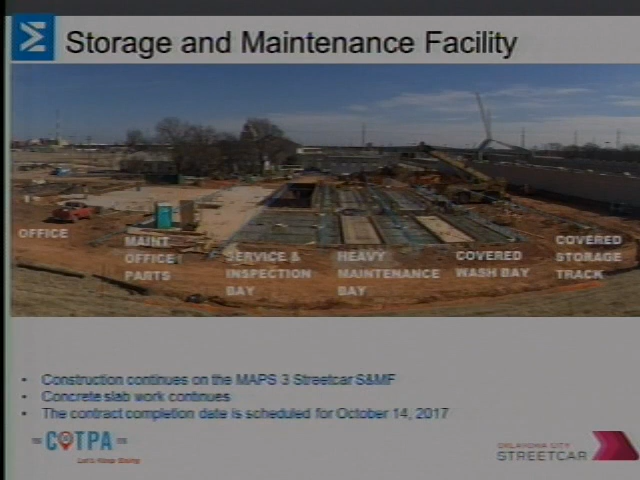 Storage and Maintenance Facility
OFFICE
MAINT
OFFICE
PARTS
SERVICE &
INSPECTION
BAY
HEAVY
MAINTENANCE
BAY
COVERED
WASH BAY
COVERED
STORAGE
TRACK
• Construction continues on the MAPS 3 Streetcar S&MF
• Concrete slab work continues
• The contract completion date is scheduled for October 14, 2017
COTPA
Let's Keep Going
OKLAHOMA CITY
STREETCAR